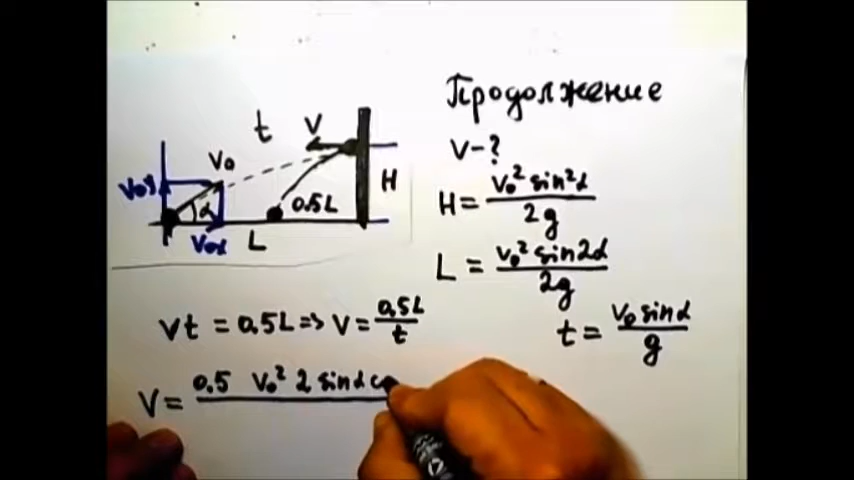 Продолжение
t
V
V₀
V₀y
α
0.5L
H
V₀x
L
V-?
H = V₀² sin²α / 2g
L = V₀² sin2α / 2g
Vt = 0,5L => V = 0,5L / t
t = V₀ sinα / g
V = 0.5 V₀² 2 sinα co